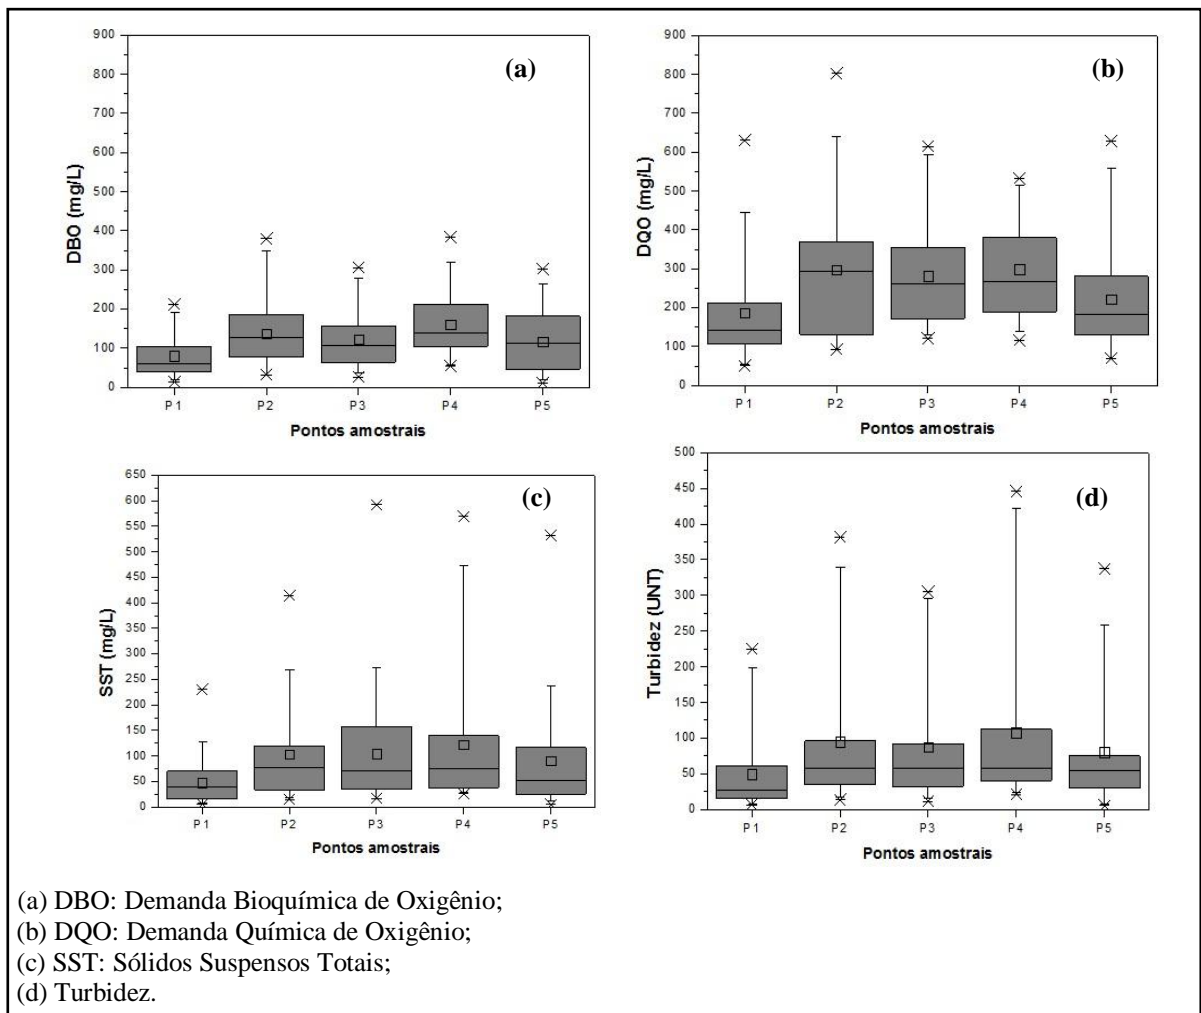 (a)
900
800
700
600
500
400
300
200
100
0
DBO (mg/L)
P1 P2 P3 P4 P5
Pontos amostrais
(b)
900
800
700
600
500
400
300
200
100
0
DQO (mg/L)
P1 P2 P3 P4 P5
Pontos amostrais
(c)
650
600
550
500
450
400
350
300
250
200
150
100
50
0
SST (mg/L)
P1 P2 P3 P4 P5
Pontos amostrais
(d)
500
450
400
350
300
250
200
150
100
50
0
Turbidez (UNT)
P1 P2 P3 P4 P5
Pontos amostrais
(a) DBO: Demanda Bioquímica de Oxigênio;
(b) DQO: Demanda Química de Oxigênio;
(c) SST: Sólidos Suspensos Totais;
(d) Turbidez.